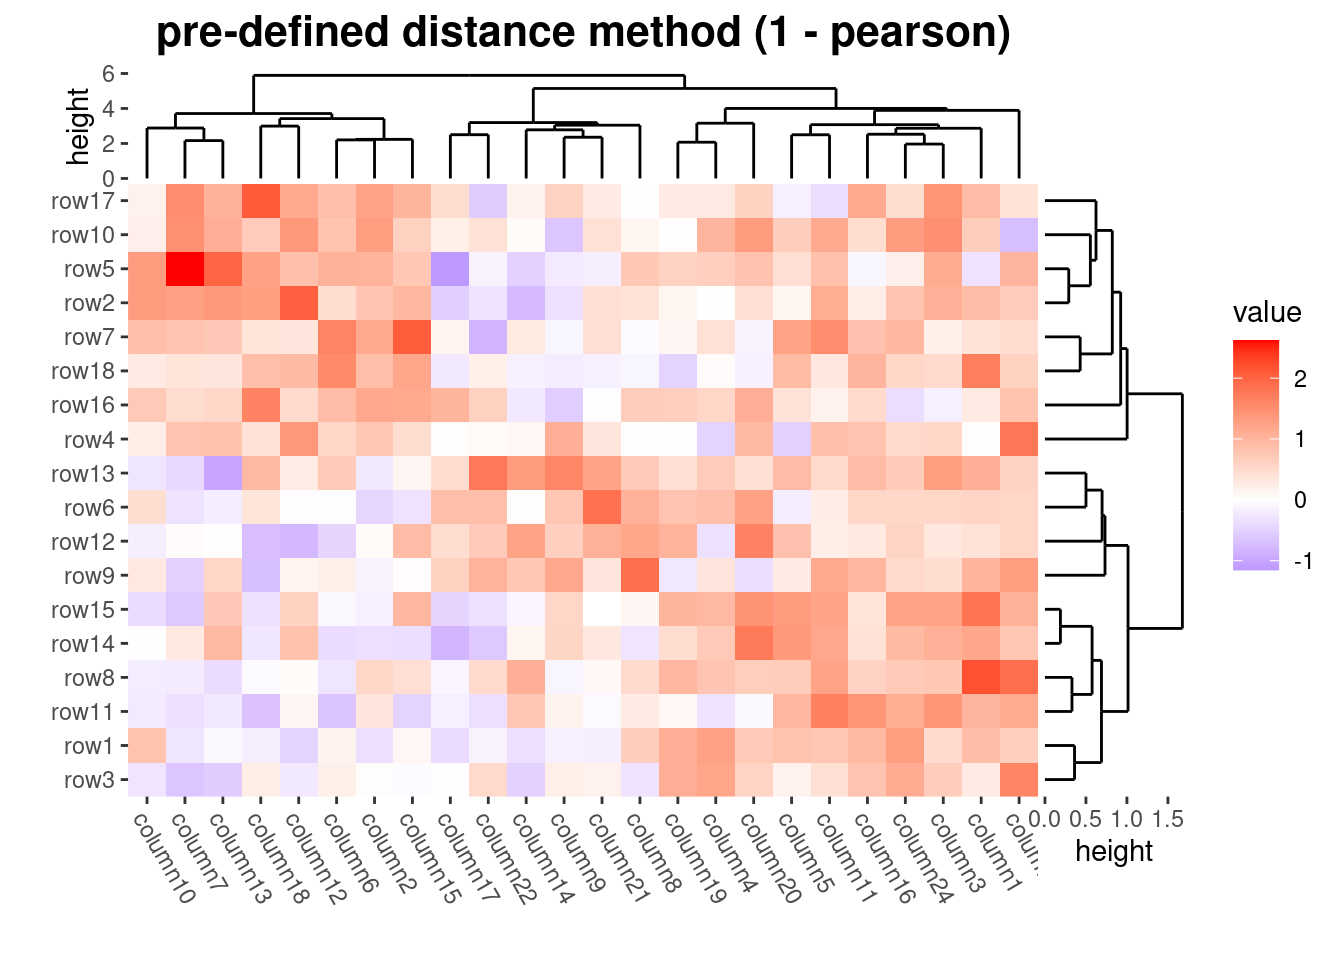 pre-defined distance method (1 - pearson)
height
6
4
2
0
row17
row10
row5
row2
row7
row18
row16
row4
row13
row6
row12
row9
row15
row14
row8
row11
row1
row3
column10
column7
column13
column18
column12
column6
column2
column15
column17
column22
column14
column9
column21
column8
column19
column4
column20
column5
column11
column16
column24
column3
column1
0.0 0.5 1.0 1.5
height
value
2
1
0
-1